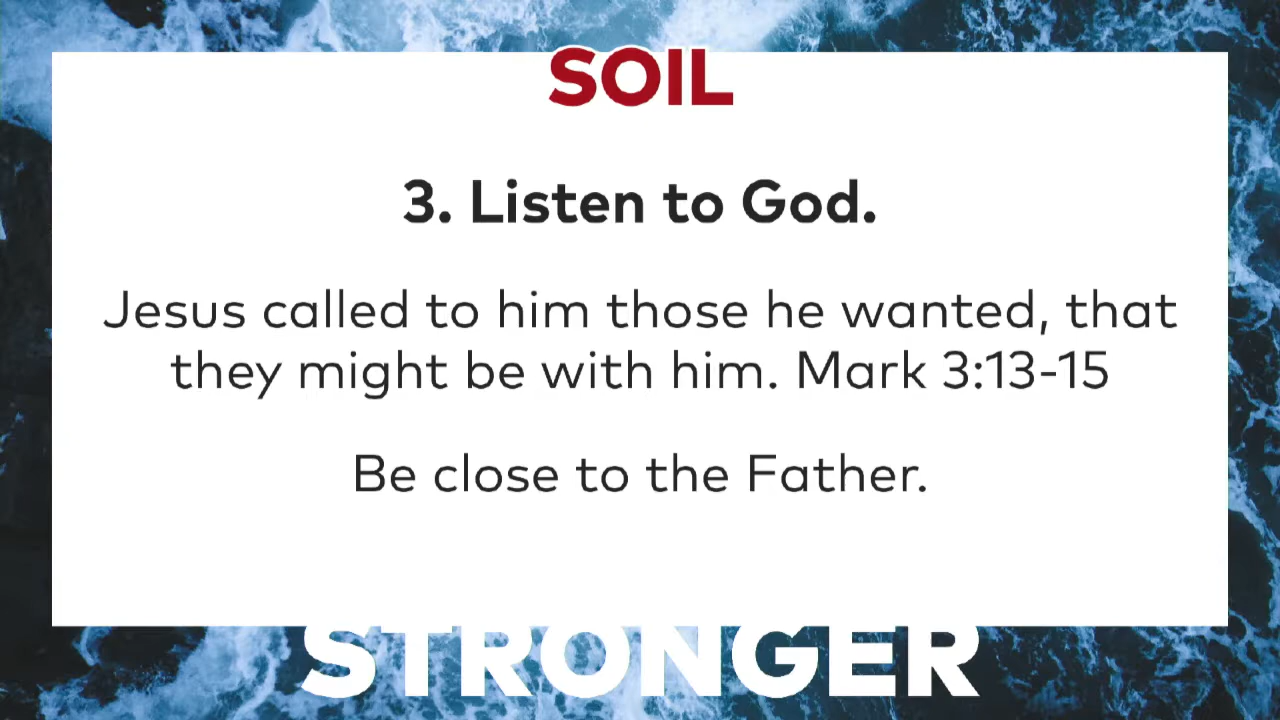 SOIL
3. Listen to God.
Jesus called to him those he wanted, that
they might be with him. Mark 3:13-15
Be close to the Father.
STRONGER